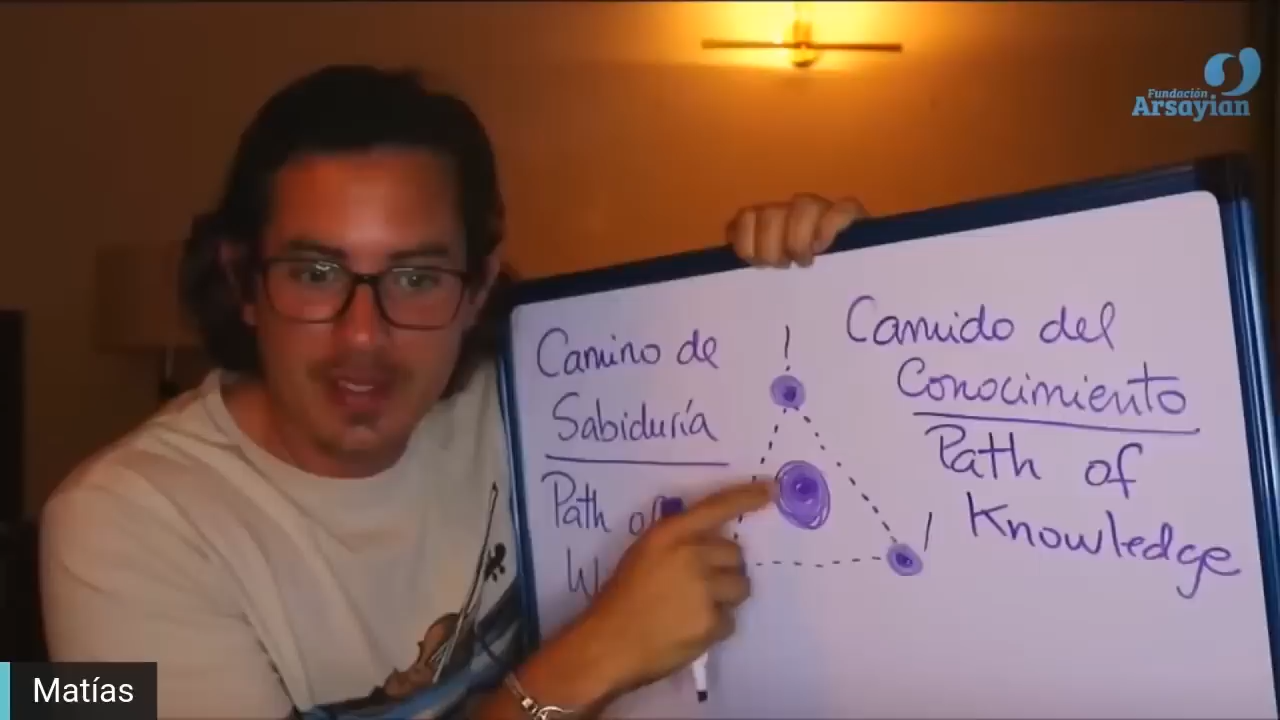 Fundación
Arsayian
Camino de
Sabiduría
Path
Camido del
Conocimiento
Path of
Knowledge
Matías